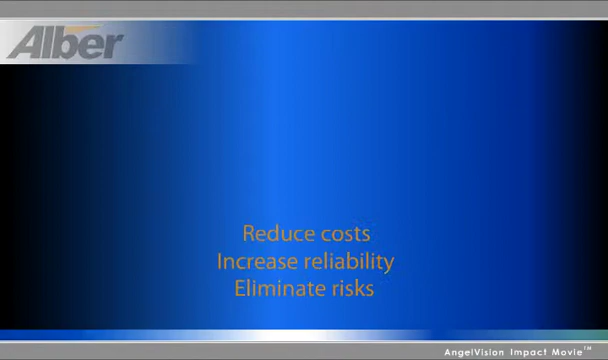 Alber
Reduce costs
Increase reliability
Eliminate risks
AngelVision Impact Movie™